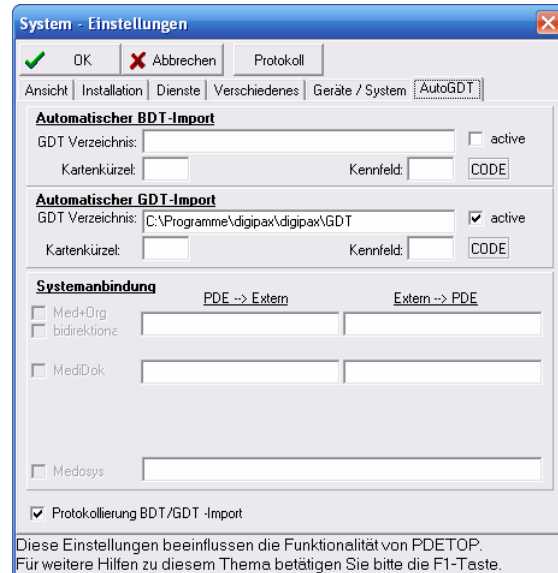 System - Einstellungen
OK Abbrechen Protokoll
Ansicht Installation Dienste Verschiedenes Geräte / System AutoGDT
Automatischer BDT-Import
GDT Verzeichnis: active
Kartenkürzel: Kennfeld: CODE
Automatischer GDT-Import
GDT Verzeichnis: C:\Programme\digipax\digipax\GDT active
Kartenkürzel: Kennfeld: CODE
Systemanbindung
PDE --> Extern Extern --> PDE
Med+Org
bidirektiona
MediDok
Medosys
Protokollierung BDT/GDT -Import
Diese Einstellungen beeinflussen die Funktionalität von PDETOP.
Für weitere Hilfen zu diesem Thema betätigen Sie bitte die F1-Taste.